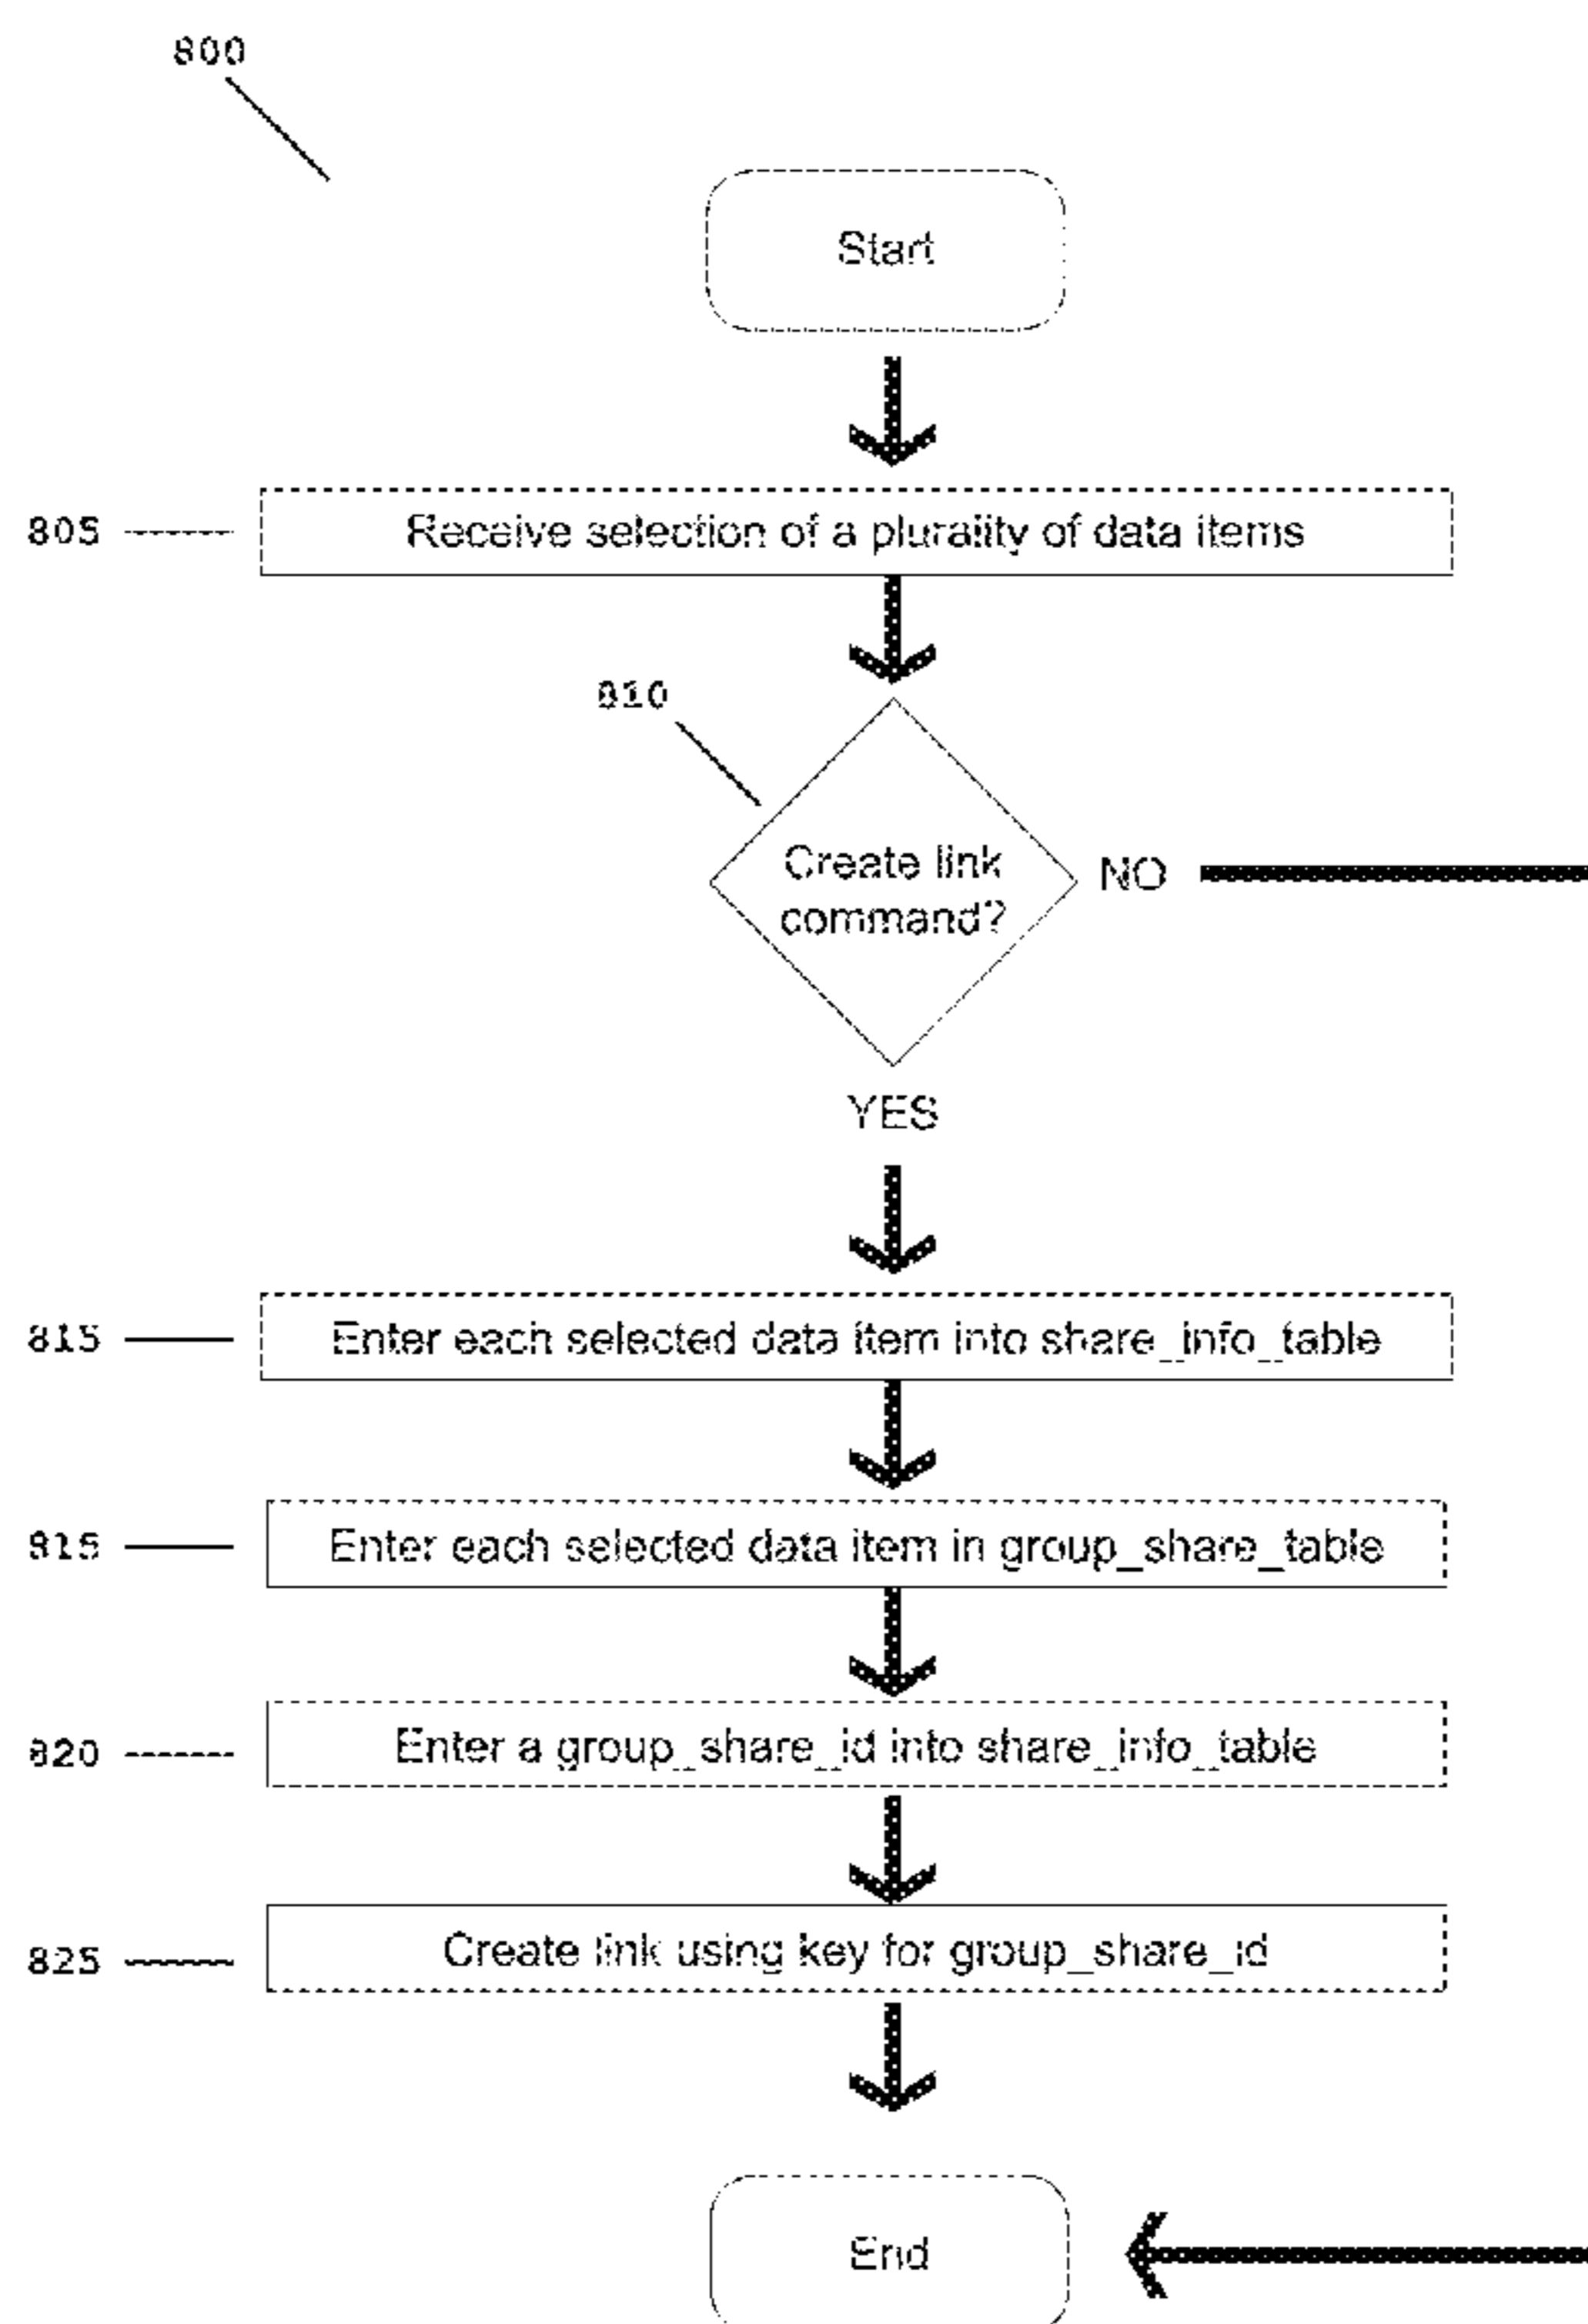 800
Start
805
Receive selection of a plurality of data items
810
Create link
command?
NO
YES
815
Enter each selected data item into share_info_table
815
Enter each selected data item in group_share_table
820
Enter a group_share_id into share_info_table
825
Create link using key for group_share_id
End